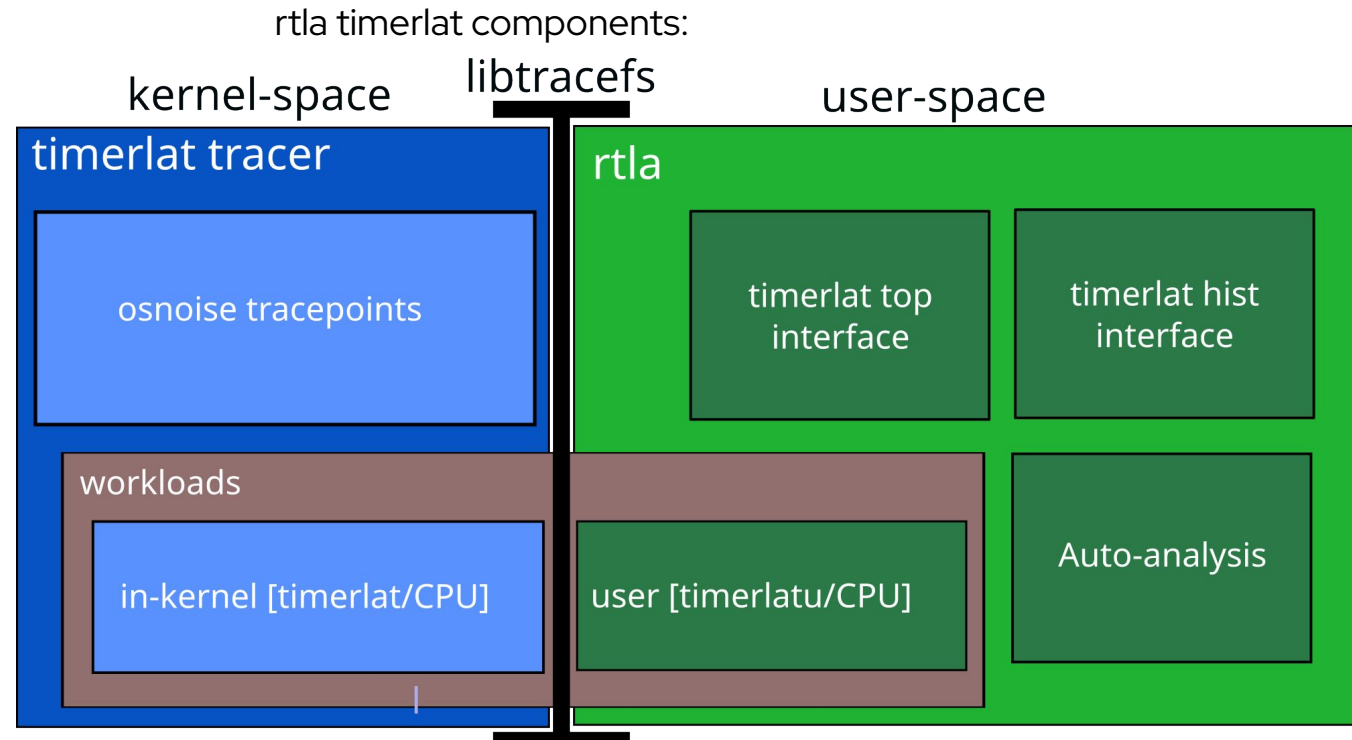 rtla timerlat components:
kernel-space
libtracefs
user-space
timerlat tracer
rtla
osnoise tracepoints
timerlat top
interface
timerlat hist
interface
workloads
in-kernel [timerlat/CPU]
user [timerlatu/CPU]
Auto-analysis